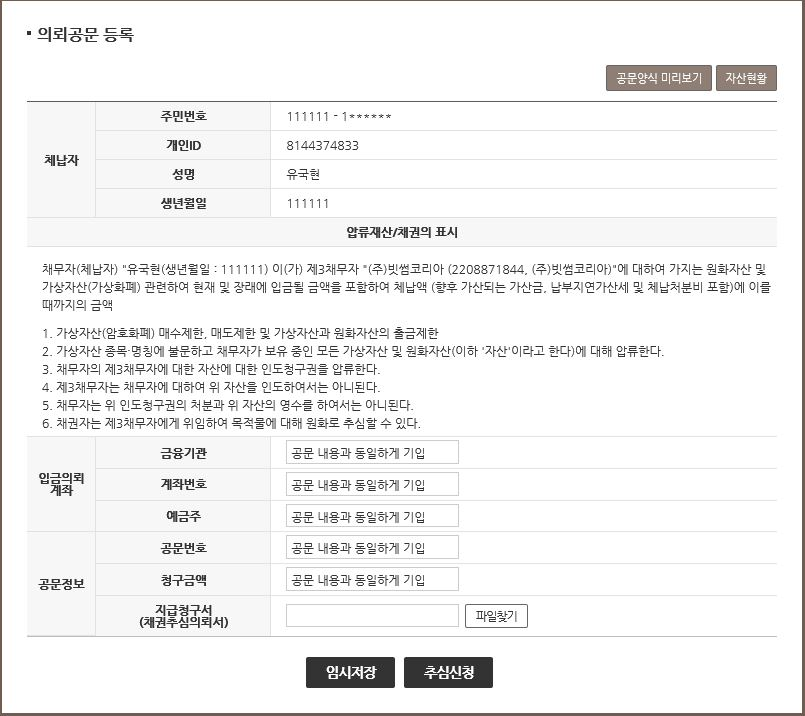 의뢰공문 등록
공문양식 미리보기 자산현황
체납자
주민번호 111111 - 1******
개인ID 8144374833
성명 유국현
생년월일 111111
압류재산/채권의 표시
채무자(체납자) "유국현(생년월일 : 111111) 이(가) 제3채무자 "(주)빗썸코리아 (2208871844, (주)빗썸코리아)"에 대하여 가지는 원화자산 및
가상자산(가상화폐) 관련하여 현재 및 장래에 입금될 금액을 포함하여 체납액 (향후 가산되는 가산금, 납부지연가산세 및 체납처분비 포함)에 이를
때까지의 금액
1. 가상자산(암호화폐) 매수제한, 매도제한 및 가상자산과 원화자산의 출금제한
2. 가상자산 종목·명칭에 불문하고 채무자가 보유 중인 모든 가상자산 및 원화자산(이하 '자산'이라고 한다)에 대해 압류한다.
3. 채무자의 제3채무자에 대한 자산에 대한 인도청구권을 압류한다.
4. 제3채무자는 채무자에 대하여 위 자산을 인도하여서는 아니된다.
5. 채무자는 위 인도청구권의 처분과 위 자산의 영수를 하여서는 아니된다.
6. 채권자는 제3채무자에게 위임하여 목적물에 대해 원화로 추심할 수 있다.
입금의뢰
계좌
금융기관 공문 내용과 동일하게 기입
계좌번호 공문 내용과 동일하게 기입
예금주 공문 내용과 동일하게 기입
공문정보
공문번호 공문 내용과 동일하게 기입
청구금액 공문 내용과 동일하게 기입
지급청구서
(채권추심의뢰서)
파일찾기
임시저장 추심신청